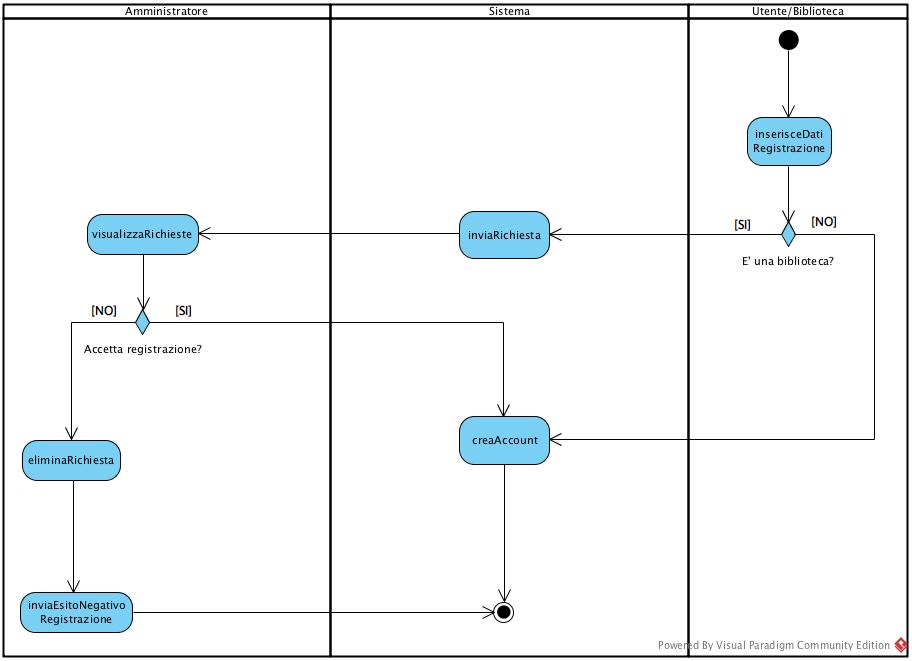 Amministratore
Sistema
Utente/Biblioteca
inserisceDati
Registrazione
[SI]
[NO]
visualizzaRichieste
inviaRichiesta
E' una biblioteca?
[NO]
[SI]
Accetta registrazione?
creaAccount
eliminaRichiesta
inviaEsitoNegativo
Registrazione
Powered By Visual Paradigm Community Edition